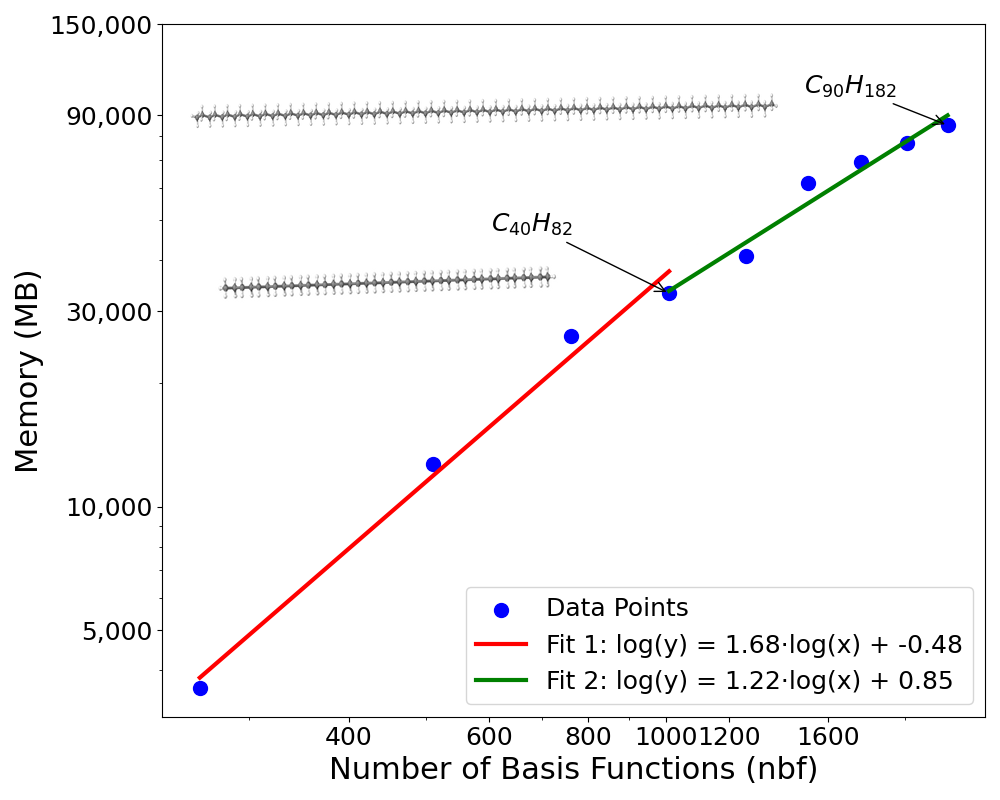 150,000
90,000
30,000
10,000
5,000
Memory (MB)
C₉₀H₁₈₂
C₄₀H₈₂
Data Points
Fit 1: log(y) = 1.68·log(x) + -0.48
Fit 2: log(y) = 1.22·log(x) + 0.85
400 600 800 1000 1200 1600
Number of Basis Functions (nbf)